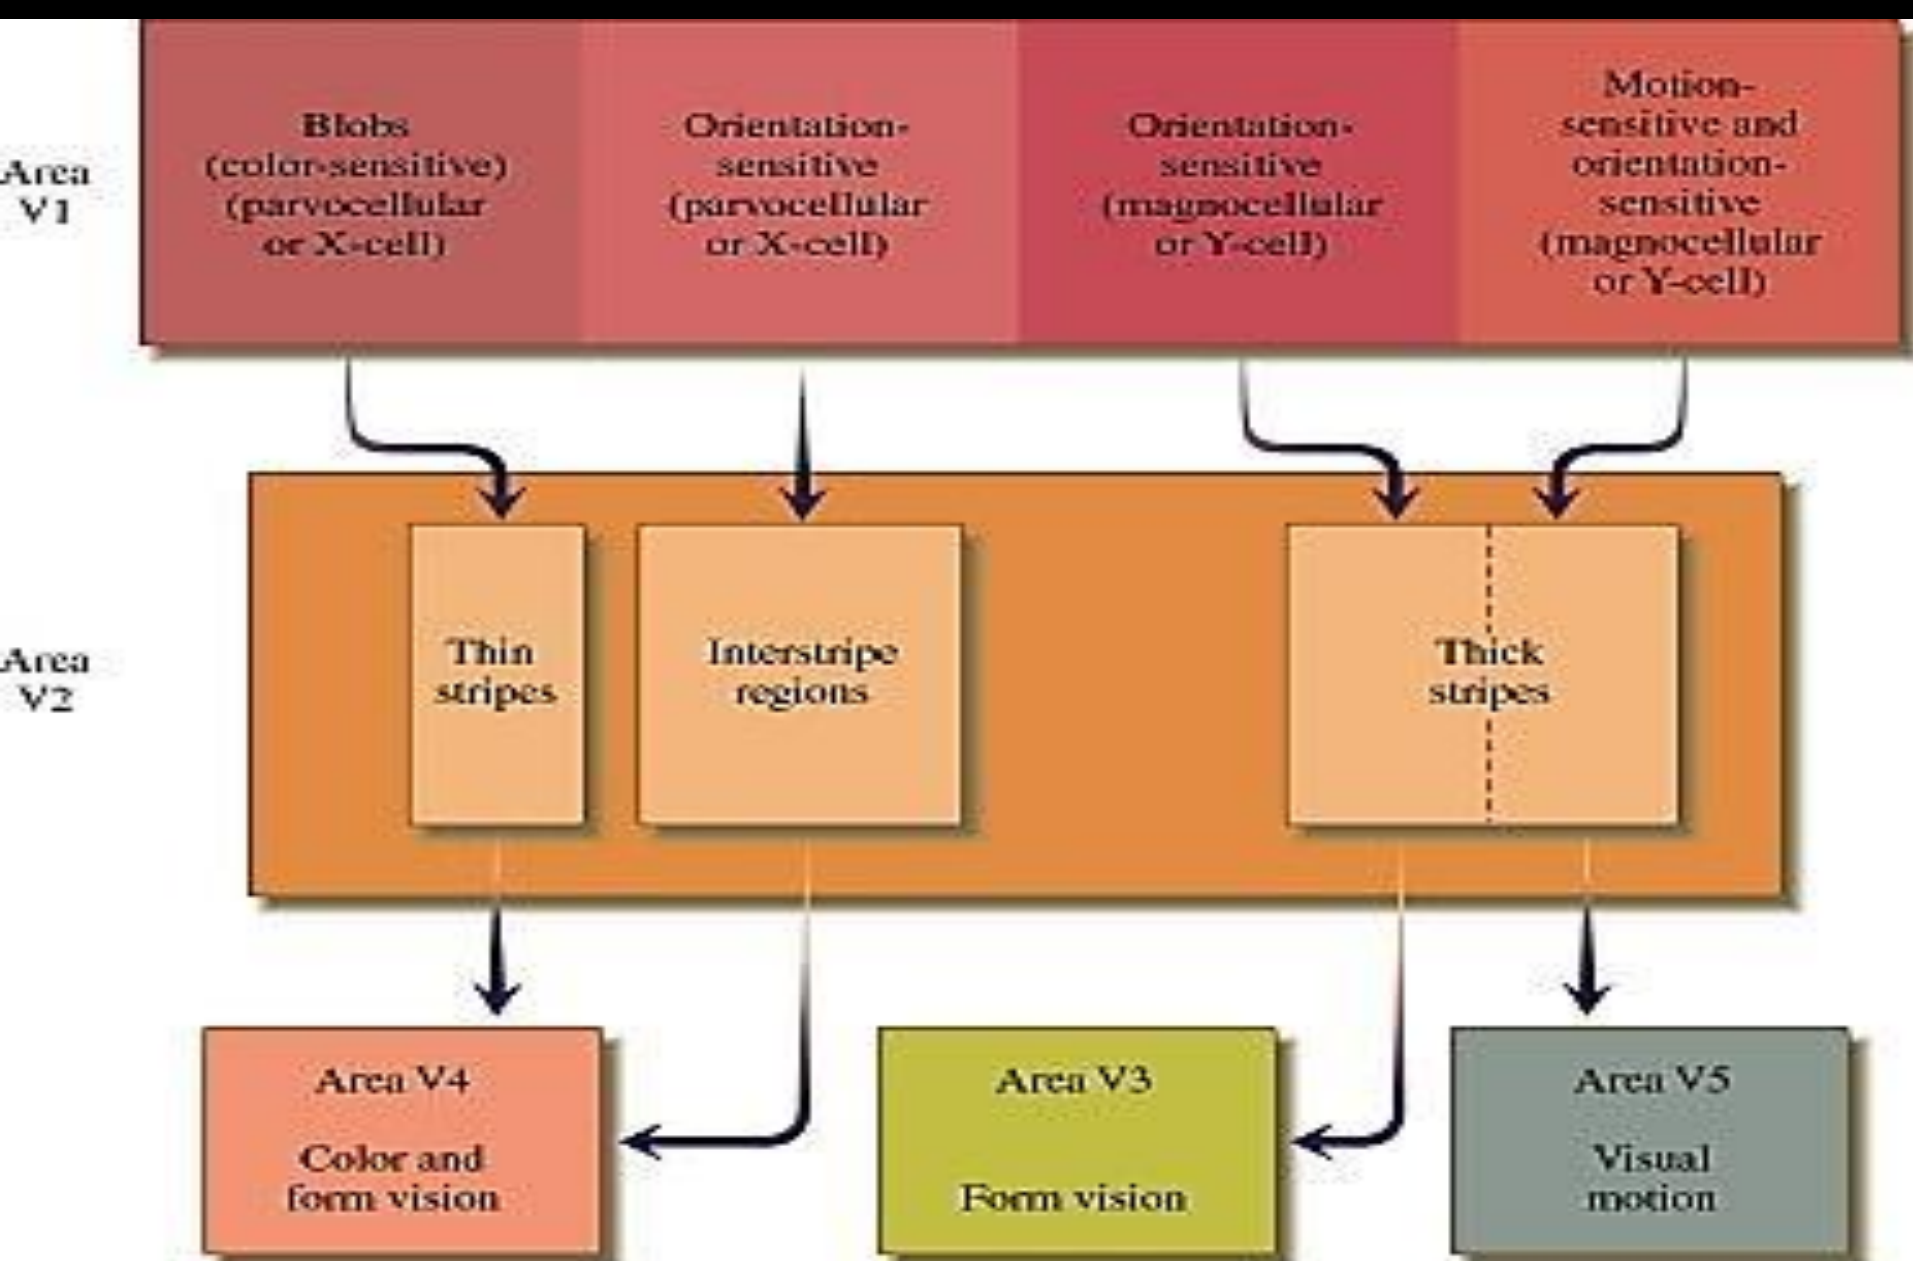 Area
V1
Blobs
(color-sensitive)
(parvocellular
or X-cell)
Orientation-
sensitive
(parvocellular
or X-cell)
Orientation-
sensitive
(magnocellular
or Y-cell)
Motion-
sensitive and
orientation-
sensitive
(magnocellular
or Y-cell)
Area
V2
Thin
stripes
Interstripe
regions
Thick
stripes
Area V4
Color and
form vision
Area V3
Form vision
Area V5
Visual
motion